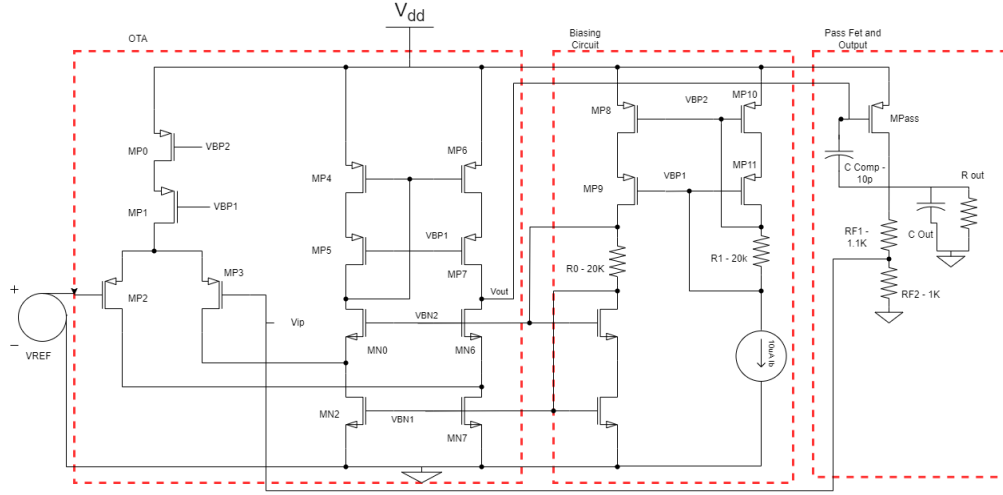 Vdd
OTA
Biasing
Circuit
Pass Fet and
Output
MP0
VBP2
MP1
VBP1
MP2
MP3
+
−
VREF
Vip
MP4
MP6
MP5
VBP1
MP7
Vout
VBN2
MN0
MN6
MN2
VBN1
MN7
MP8
VBP2
MP10
MP9
VBP1
MP11
R0 - 20K
R1 - 20k
10uA Ib
MPass
C Comp -
10p
R out
C Out
RF1 -
1.1K
RF2 - 1K